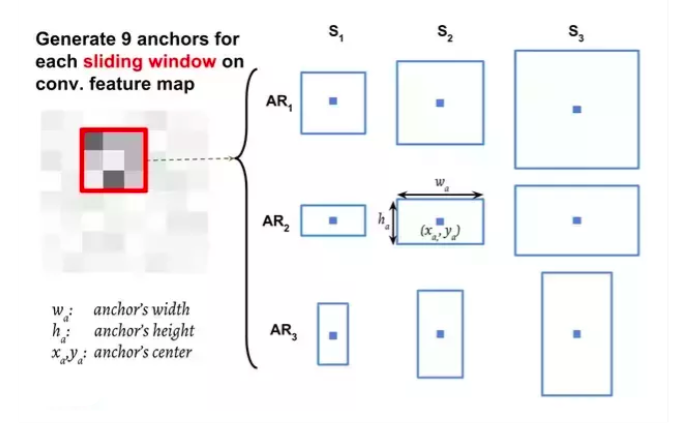 Generate 9 anchors for
each sliding window on
conv. feature map
S1 S2 S3
AR1
AR2
wa
ha
(xa,ya)
AR3
wa: anchor's width
ha: anchor's height
xa,ya: anchor's center